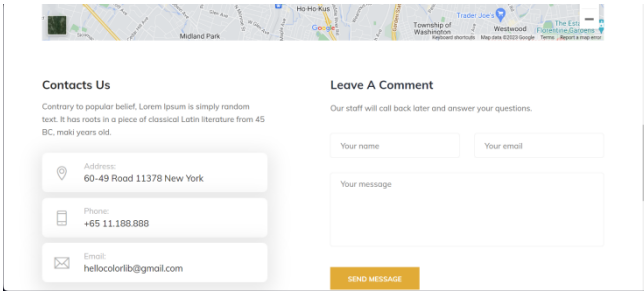 Ho-Ho-Kus
Midland Park
Google
Trader Joe's
Township of
Washington
Westwood
The Este
Florentine Gardens
Keyboard shortcuts Map data ©2023 Google Terms Report a map error
Contacts Us
Contrary to popular belief, Lorem Ipsum is simply random
text. It has roots in a piece of classical Latin literature from 45
BC, maki years old.
Address:
60-49 Road 11378 New York
Phone:
+65 11.188.888
Email:
hellocolorlib@gmail.com
Leave A Comment
Our staff will call back later and answer your questions.
Your name
Your email
Your message
SEND MESSAGE